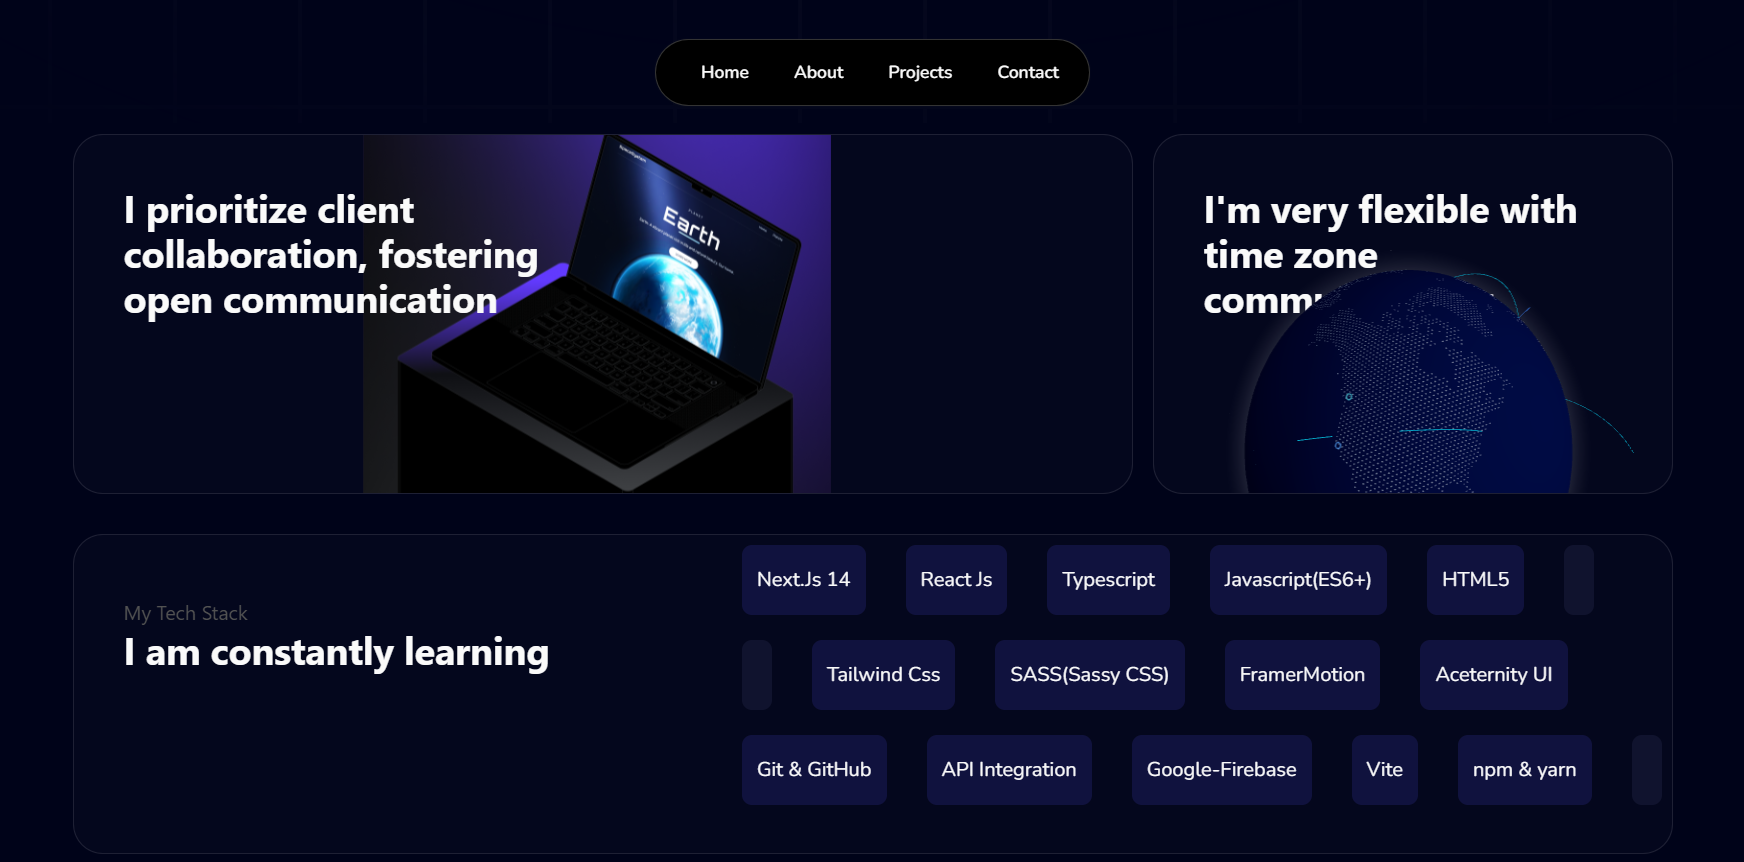 Home About Projects Contact
I prioritize client
collaboration, fostering
open communication
Earth
I'm very flexible with
time zone
My Tech Stack
I am constantly learning
Next.Js 14 React Js Typescript Javascript(ES6+) HTML5
Tailwind Css SASS(Sassy CSS) FramerMotion Aceternity UI
Git & GitHub API Integration Google-Firebase Vite npm & yarn